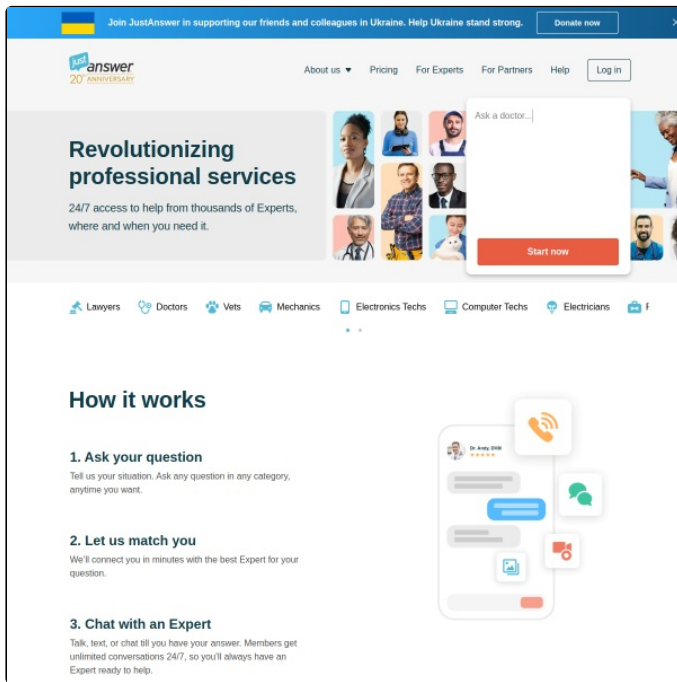 Join JustAnswer in supporting our friends and colleagues in Ukraine. Help Ukraine stand strong.
Donate now
just answer
20th ANNIVERSARY
About us
Pricing
For Experts
For Partners
Help
Log in
Revolutionizing
professional services
24/7 access to help from thousands of Experts,
where and when you need it.
Ask a doctor...
Start now
Lawyers
Doctors
Vets
Mechanics
Electronics Techs
Computer Techs
Electricians
How it works
1. Ask your question
Tell us your situation. Ask any question in any category,
anytime you want.
2. Let us match you
We'll connect you in minutes with the best Expert for your
question.
3. Chat with an Expert
Talk, text, or chat till you have your answer. Members get
unlimited conversations 24/7, so you'll always have an
Expert ready to help.
Dr. Andy, DVM